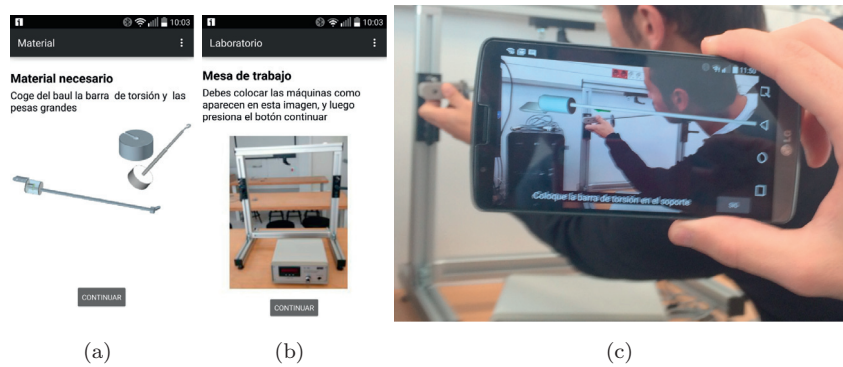 10:03
Material
Material necesario
Coge del baul la barra de torsión y las
pesas grandes
CONTINUAR
(a)
10:03
Laboratorio
Mesa de trabajo
Debes colocar las máquinas como
aparecen en esta imagen, y luego
presiona el botón continuar
CONTINUAR
(b)
LG
Coloque la barra de torsión en el soporte
(c)